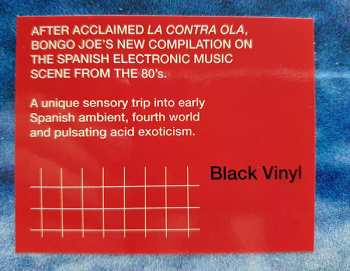 AFTER ACCLAIMED LA CONTRA OLA,
BONGO JOE'S NEW COMPILATION ON
THE SPANISH ELECTRONIC MUSIC
SCENE FROM THE 80's.
A unique sensory trip into early
Spanish ambient, fourth world
and pulsating acid exoticism.
Black Vinyl